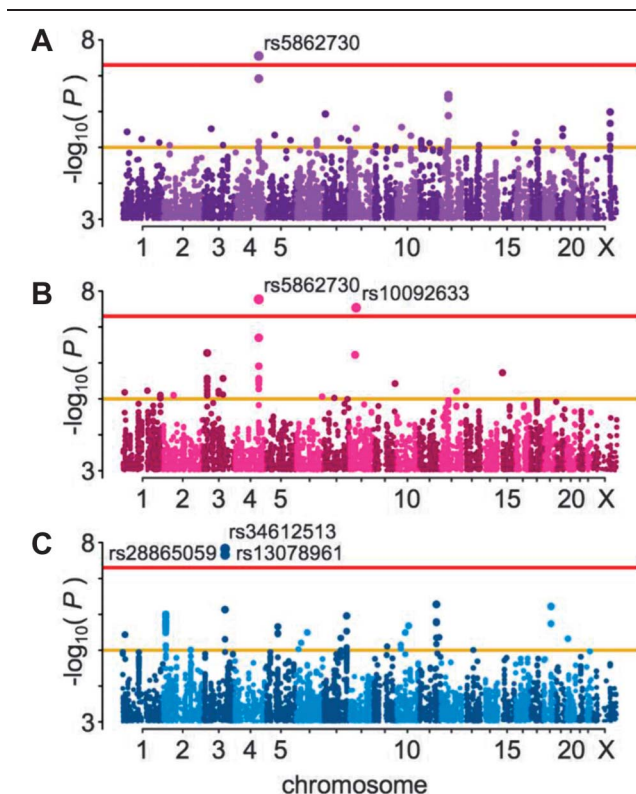 A
8
rs5862730
-log10(P)
3
1 2 3 4 5 10 15 20 X
B
8
rs5862730
rs10092633
-log10(P)
3
1 2 3 4 5 10 15 20 X
C
8
rs34612513
rs28865059 rs13078961
-log10(P)
3
1 2 3 4 5 10 15 20 X
chromosome